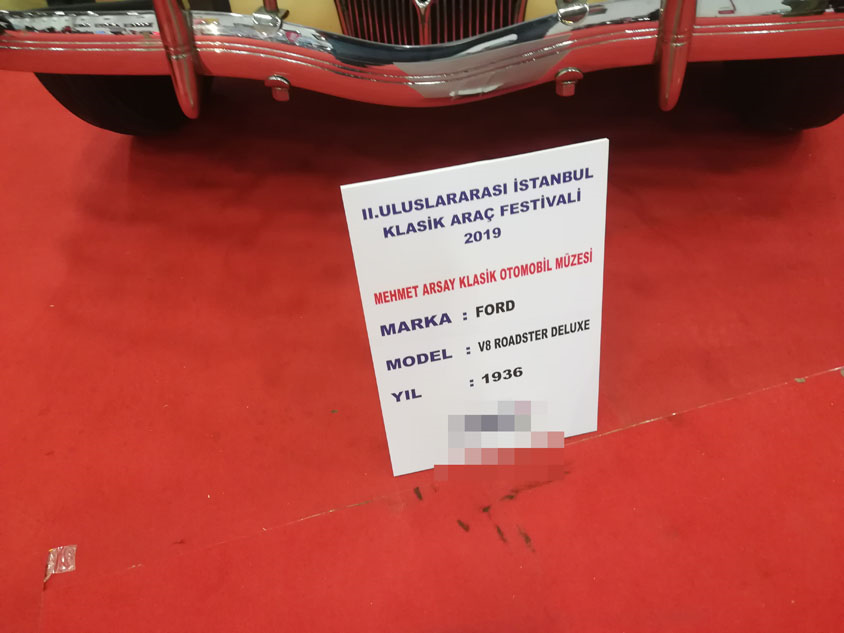 II.ULUSLARARASI İSTANBUL
KLASİK ARAÇ FESTİVALİ
2019
MEHMET ARSAY KLASİK OTOMOBİL MÜZESİ
MARKA : FORD
MODEL : V8 ROADSTER DELUXE
YIL : 1936